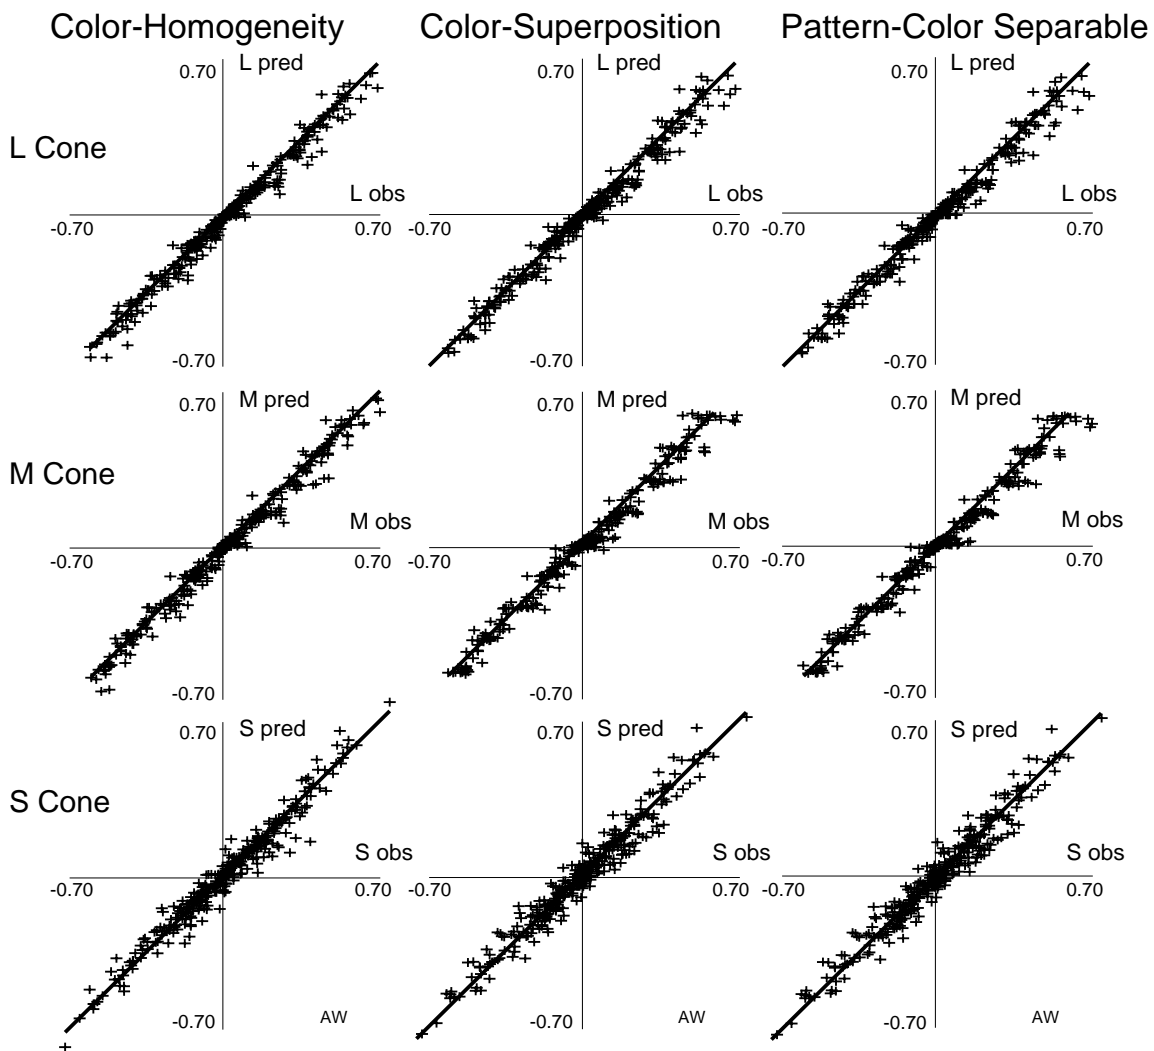 Color-Homogeneity Color-Superposition Pattern-Color Separable
0.70 L pred 0.70 L pred 0.70 L pred
L Cone
L obs L obs L obs
-0.70 0.70 -0.70 0.70 -0.70 0.70
-0.70 -0.70 -0.70
0.70 M pred 0.70 M pred 0.70 M pred
M Cone
M obs M obs M obs
-0.70 0.70 -0.70 0.70 -0.70 0.70
-0.70 -0.70 -0.70
0.70 S pred 0.70 S pred 0.70 S pred
S Cone
S obs S obs S obs
-0.70 0.70 -0.70 0.70 -0.70 0.70
-0.70 AW -0.70 AW -0.70 AW